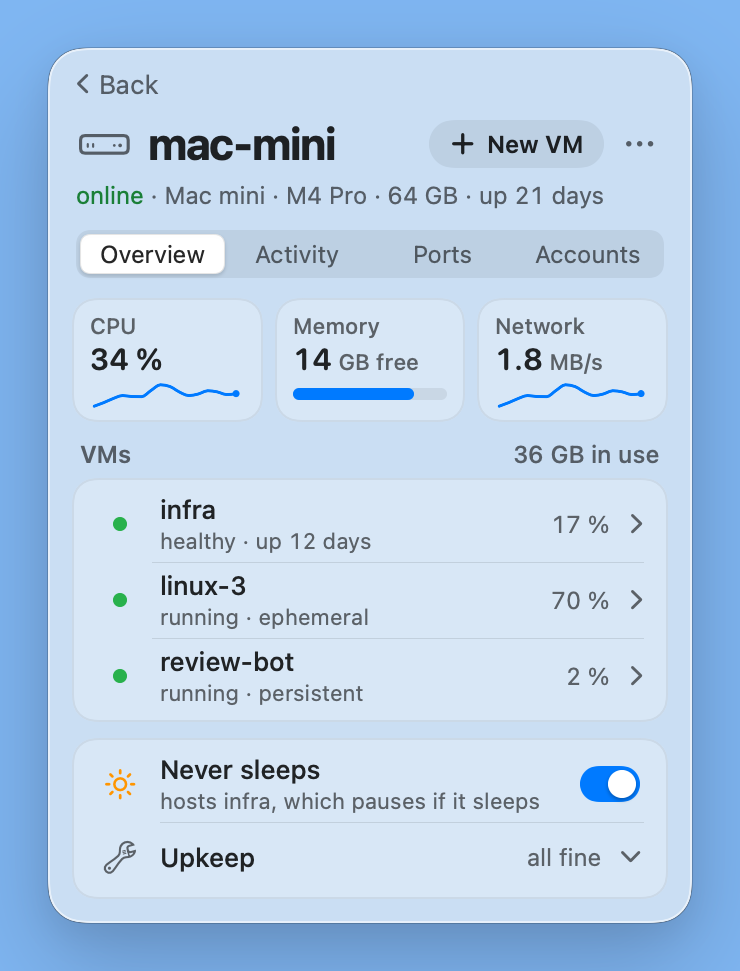 Back
mac-mini
New VM
online · Mac mini · M4 Pro · 64 GB · up 21 days
Overview Activity Ports Accounts
CPU Memory Network
34 % 14 GB free 1.8 MB/s
VMs 36 GB in use
infra
healthy · up 12 days
17 %
linux-3
running · ephemeral
70 %
review-bot
running · persistent
2 %
Never sleeps
hosts infra, which pauses if it sleeps
Upkeep all fine